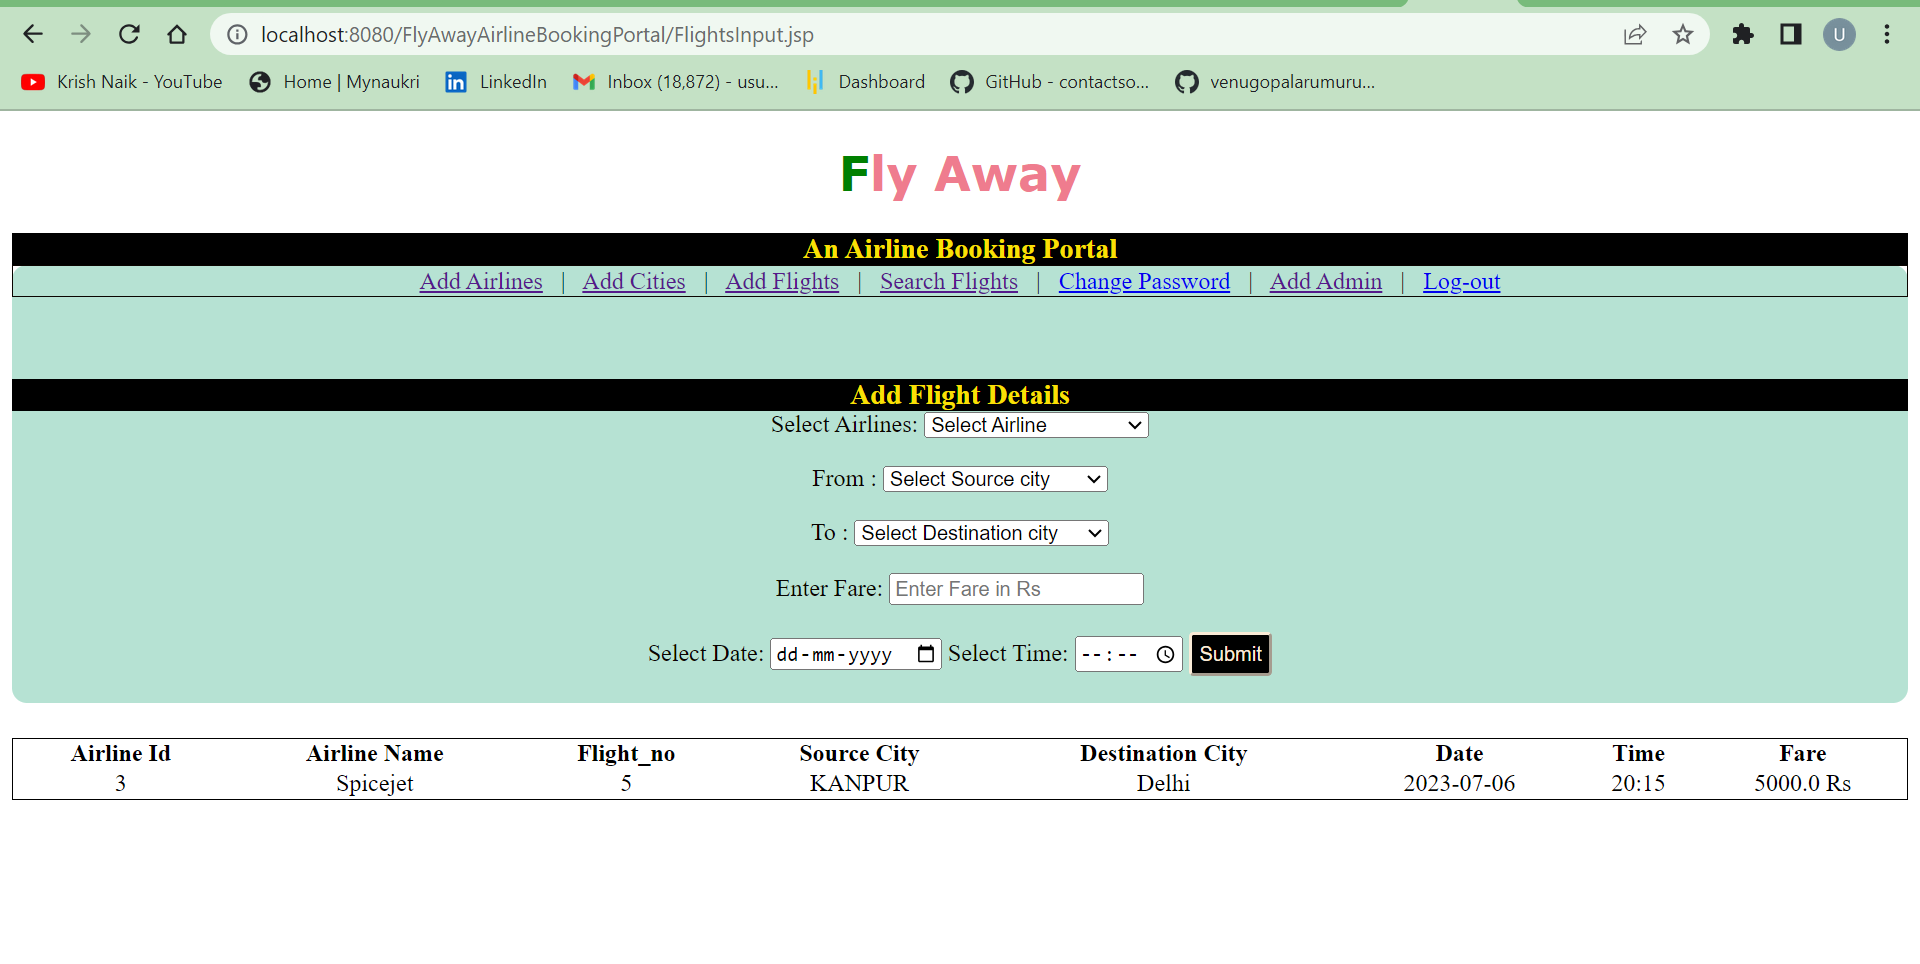 localhost:8080/FlyAwayAirlineBookingPortal/FlightsInput.jsp
U
Krish Naik - YouTube Home | Mynaukri LinkedIn Inbox (18,872) - usu... Dashboard GitHub - contactso... venugopalarumuru...
Fly Away
An Airline Booking Portal
Add Airlines | Add Cities | Add Flights | Search Flights | Change Password | Add Admin | Log-out
Add Flight Details
Select Airlines: Select Airline
From : Select Source city
To : Select Destination city
Enter Fare: Enter Fare in Rs
Select Date: dd-mm-yyyy Select Time: --:-- Submit
Airline Id Airline Name Flight_no Source City Destination City Date Time Fare
3 Spicejet 5 KANPUR Delhi 2023-07-06 20:15 5000.0 Rs